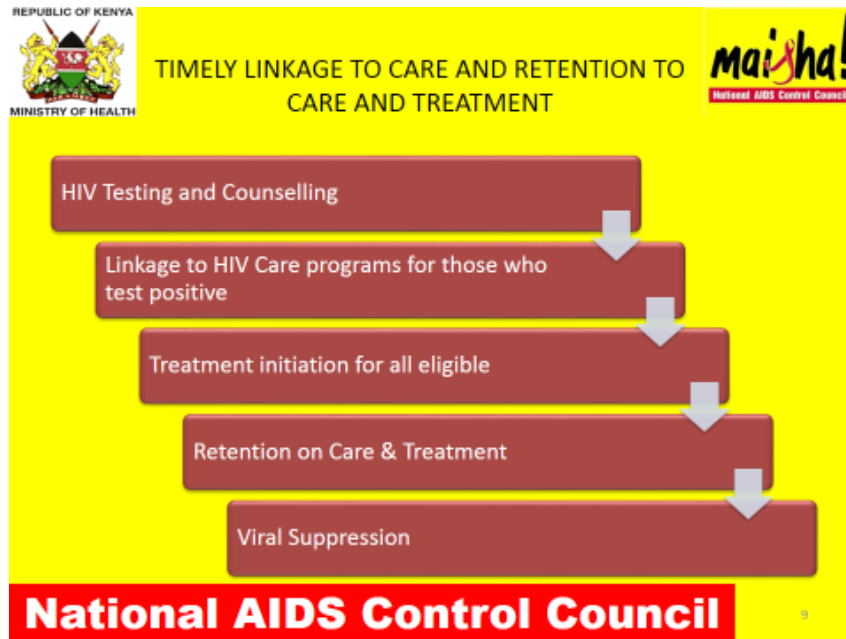 REPUBLIC OF KENYA
MINISTRY OF HEALTH
TIMELY LINKAGE TO CARE AND RETENTION TO
CARE AND TREATMENT
maisha!
National AIDS Control Council
HIV Testing and Counselling
Linkage to HIV Care programs for those who
test positive
Treatment initiation for all eligible
Retention on Care & Treatment
Viral Suppression
National AIDS Control Council
9